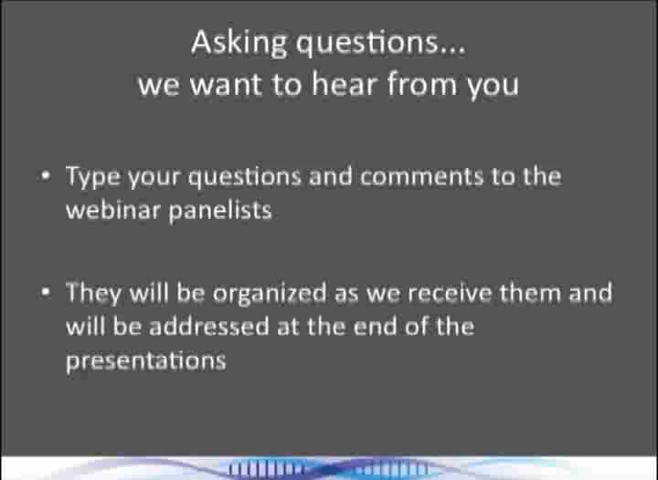 Asking questions...
we want to hear from you
• Type your questions and comments to the
webinar panelists
• They will be organized as we receive them and
will be addressed at the end of the
presentations